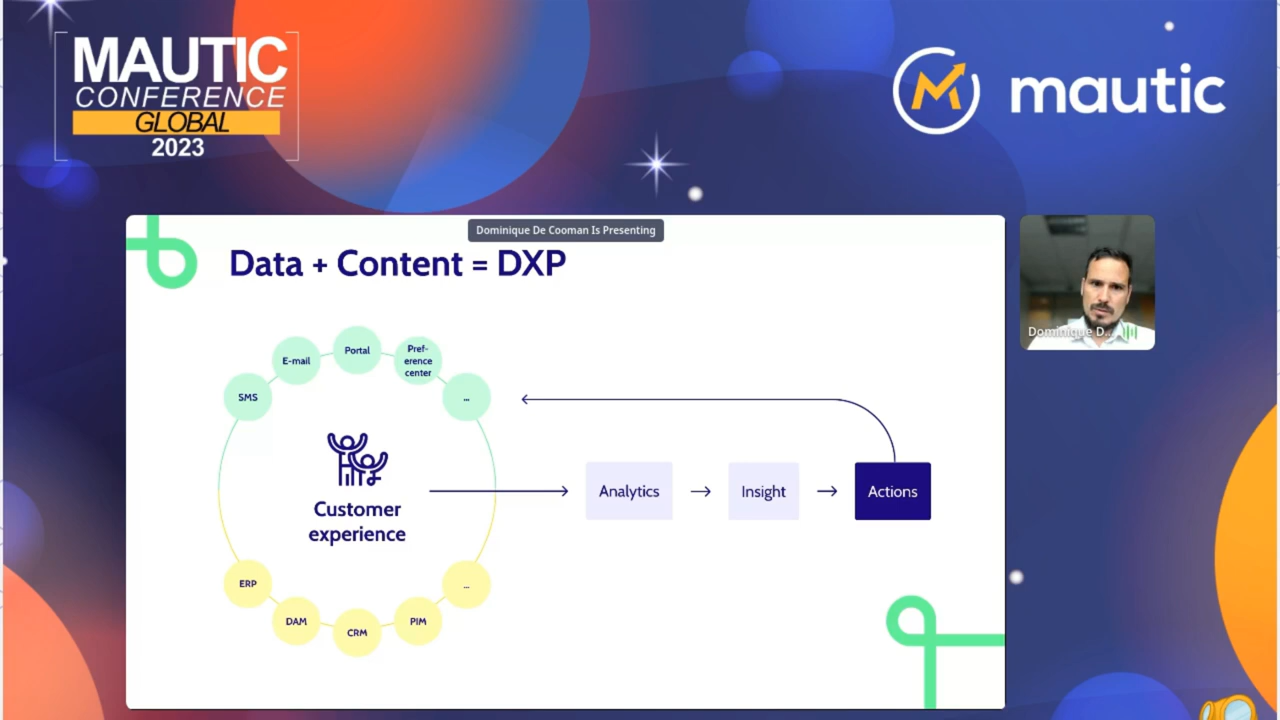 MAUTIC
CONFERENCE
GLOBAL
2023
mautic
Dominique De Cooman Is Presenting
Data + Content = DXP
E-mail
Portal
Pref-
erence
center
SMS
...
Customer
experience
Analytics
Insight
Actions
ERP
DAM
CRM
PIM
...
Dominique D...